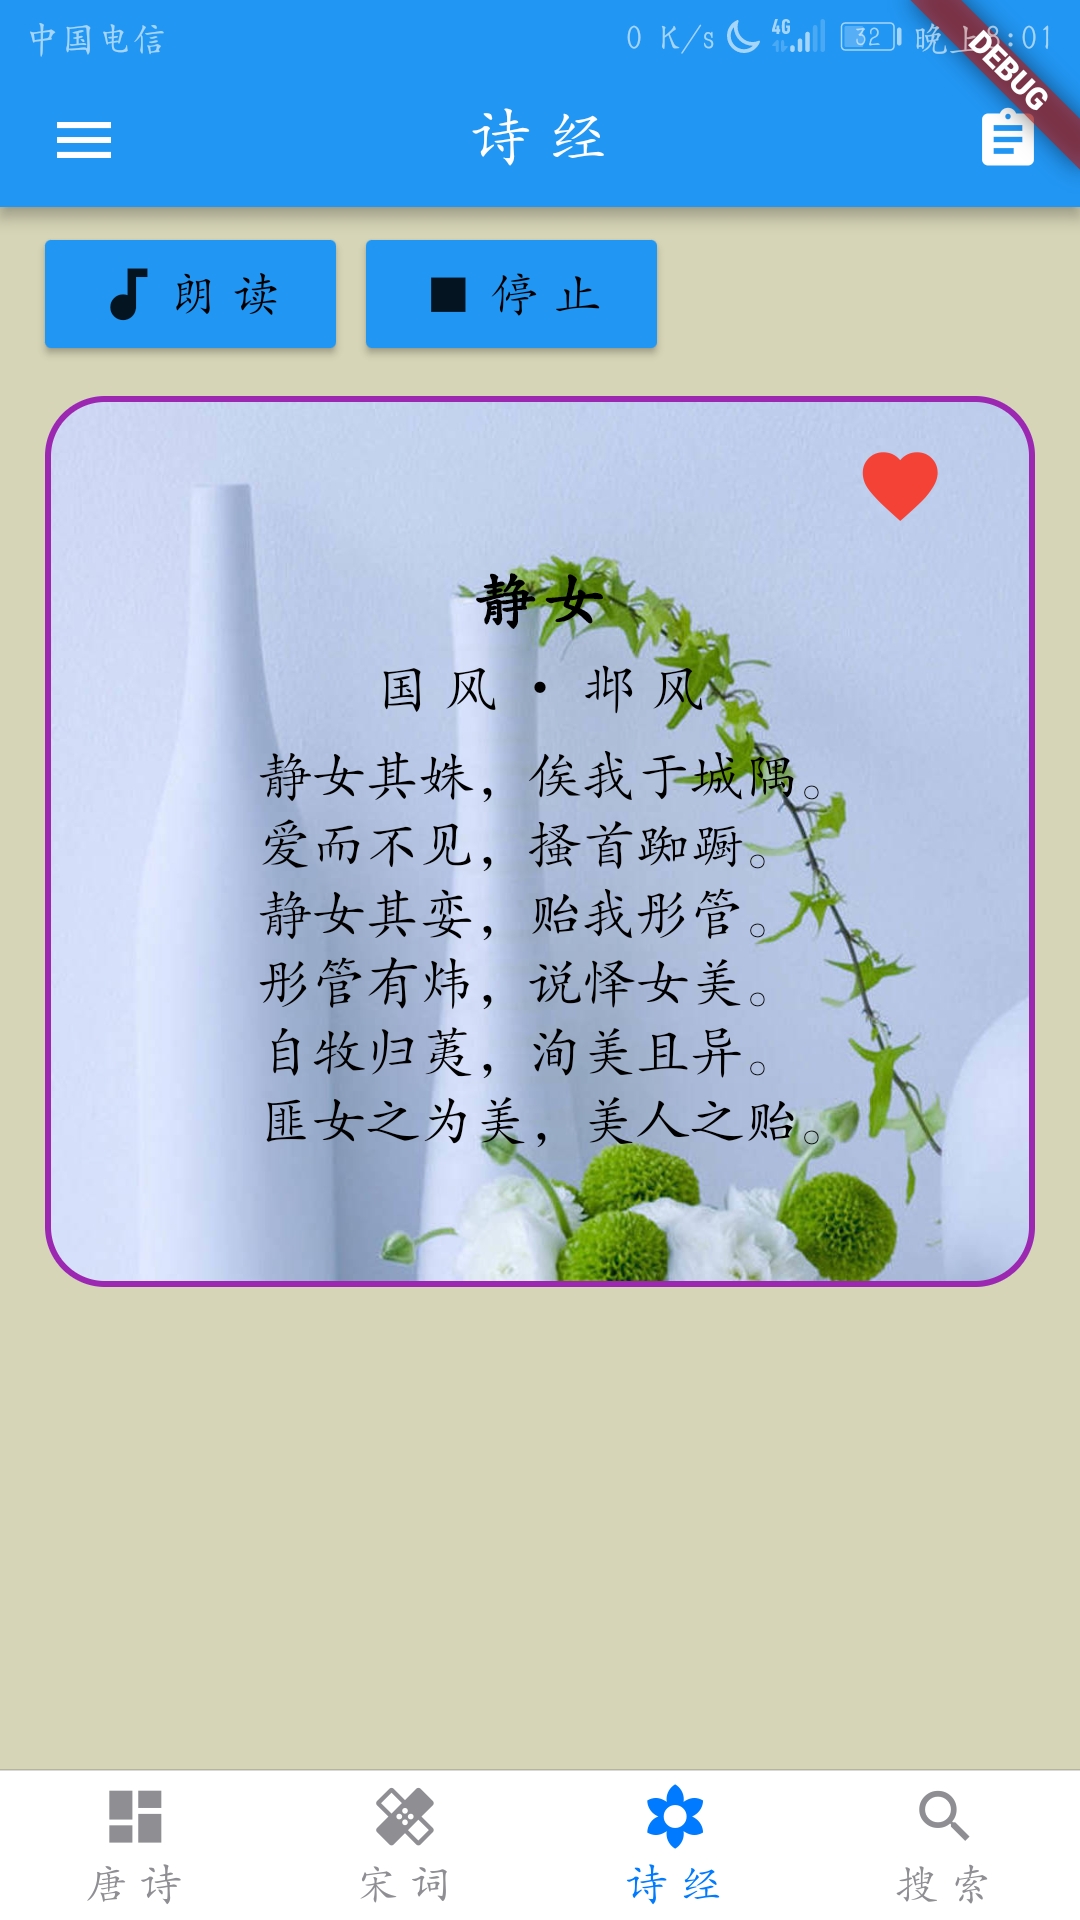 中国电信
0 K/s 4G 32 晚上8:01
DEBUG
诗经
朗读
停止
静女
国风·邶风
静女其姝，俟我于城隅。
爱而不见，搔首踟蹰。
静女其娈，贻我彤管。
彤管有炜，说怿女美。
自牧归荑，洵美且异。
匪女之为美，美人之贻。
唐诗
宋词
诗经
搜索